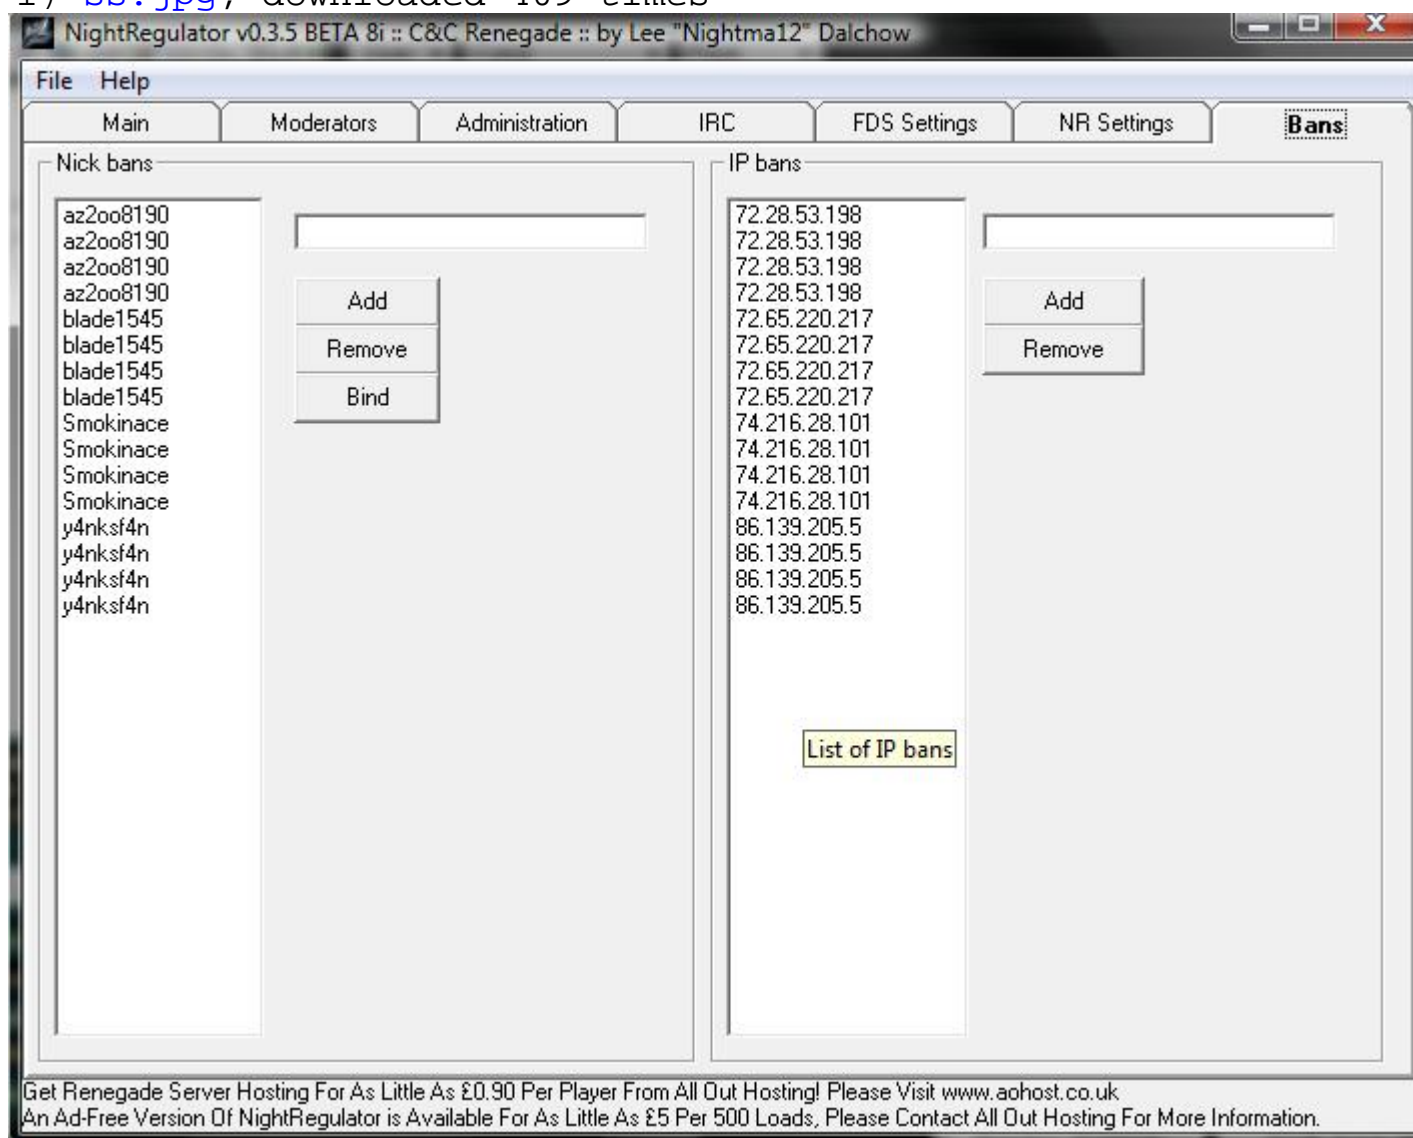 1) ss.jpg, downloaded 409 times
NightRegulator v0.3.5 BETA 8i :: C&C Renegade :: by Lee "Nightma12" Dalchow
File Help
Main Moderators Administration IRC FDS Settings NR Settings Bans
Nick bans
az2oo8190
az2oo8190
az2oo8190
az2oo8190
blade1545
blade1545
blade1545
blade1545
Smokinace
Smokinace
Smokinace
Smokinace
y4nksf4n
y4nksf4n
y4nksf4n
y4nksf4n
Add
Remove
Bind
IP bans
72.28.53.198
72.28.53.198
72.28.53.198
72.28.53.198
72.65.220.217
72.65.220.217
72.65.220.217
72.65.220.217
74.216.28.101
74.216.28.101
74.216.28.101
74.216.28.101
86.139.205.5
86.139.205.5
86.139.205.5
86.139.205.5
Add
Remove
List of IP bans
Get Renegade Server Hosting For As Little As £0.90 Per Player From All Out Hosting! Please Visit www.aohost.co.uk
An Ad-Free Version Of NightRegulator is Available For As Little As £5 Per 500 Loads, Please Contact All Out Hosting For More Information.